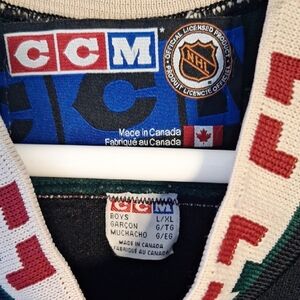 CCM
OFFICIAL LICENSED PRODUCT
NHL
PRODUIT LICENCIÉ OFFICIEL
Made in Canada
Fabriqué au Canada
CCM
BOYS L/XL
GARÇON G/TG
MUCHACHO G/EG
MADE IN CANADA
FABRIQUÉ AU CANADA